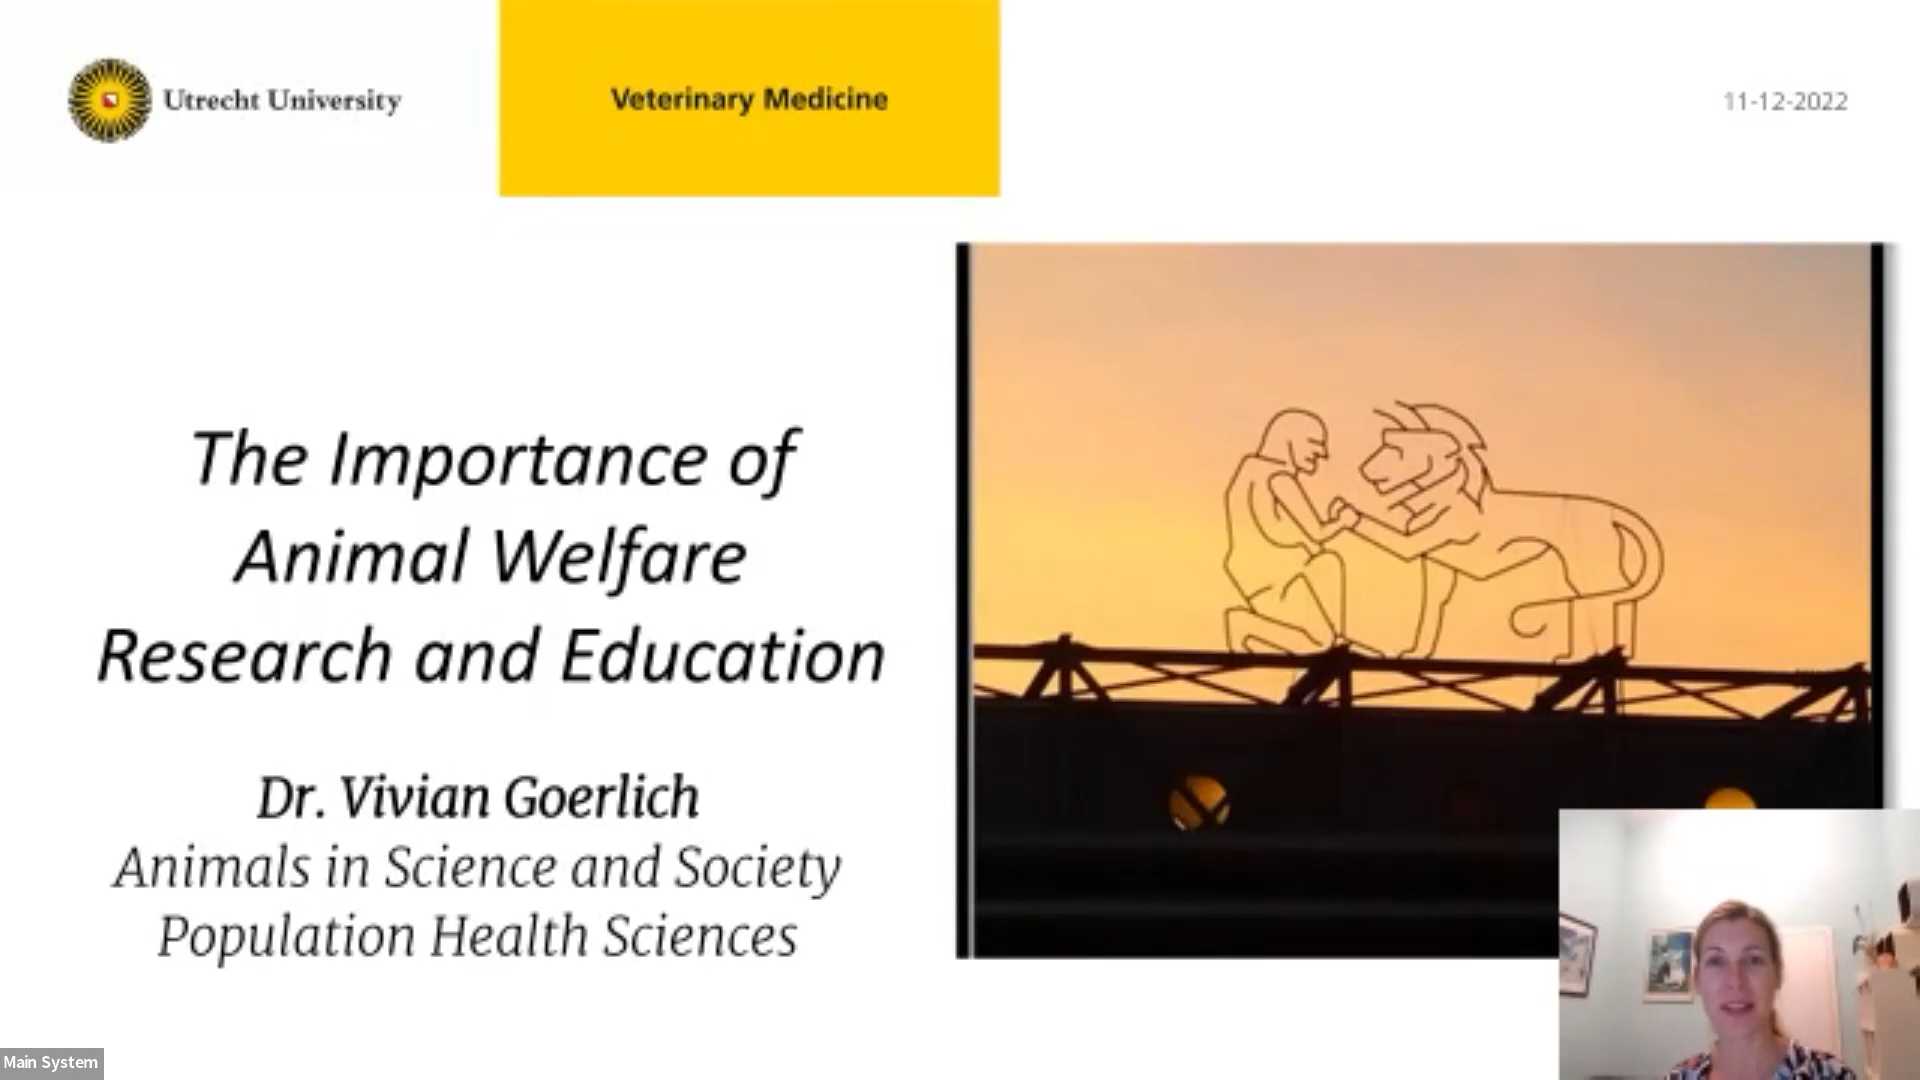 Utrecht University
Veterinary Medicine
11-12-2022
The Importance of
Animal Welfare
Research and Education
Dr. Vivian Goerlich
Animals in Science and Society
Population Health Sciences
Main System